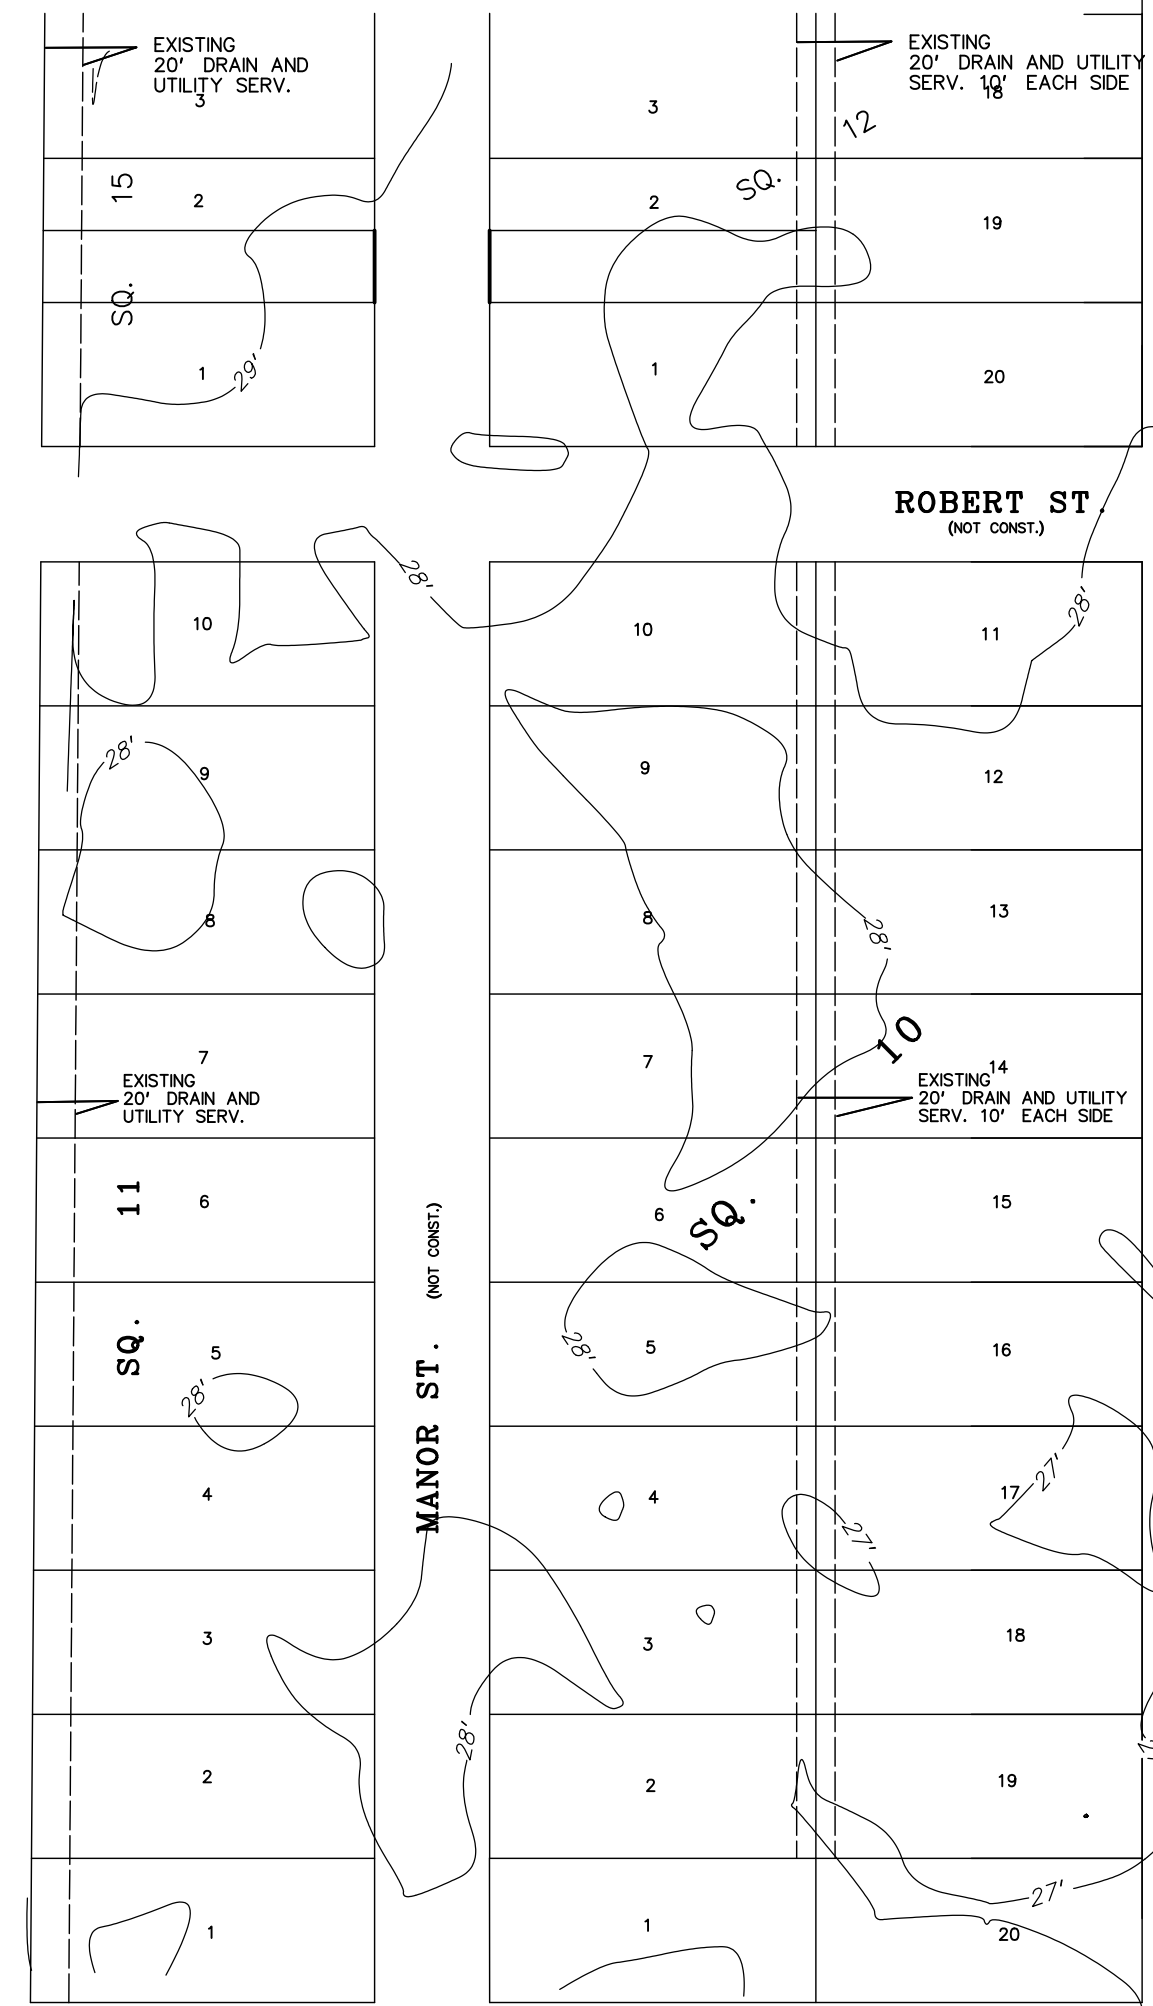 EXISTING
20' DRAIN AND
UTILITY SERV.
3
15
SQ.
2
1
29'
3
2
1
SQ.
12
EXISTING
20' DRAIN AND UTILITY
SERV. 10' EACH SIDE
18
19
20
ROBERT ST.
(NOT CONST.)
28'
28'
10
28'
9
8
7
EXISTING
20' DRAIN AND
UTILITY SERV.
11
SQ.
6
5
28'
4
3
2
1
MANOR ST.
(NOT CONST.)
28'
10
9
8
7
6
5
28'
4
3
2
1
28'
SQ.
10
11
12
13
14
EXISTING
20' DRAIN AND UTILITY
SERV. 10' EACH SIDE
15
16
17
27'
27'
18
19
27'
20